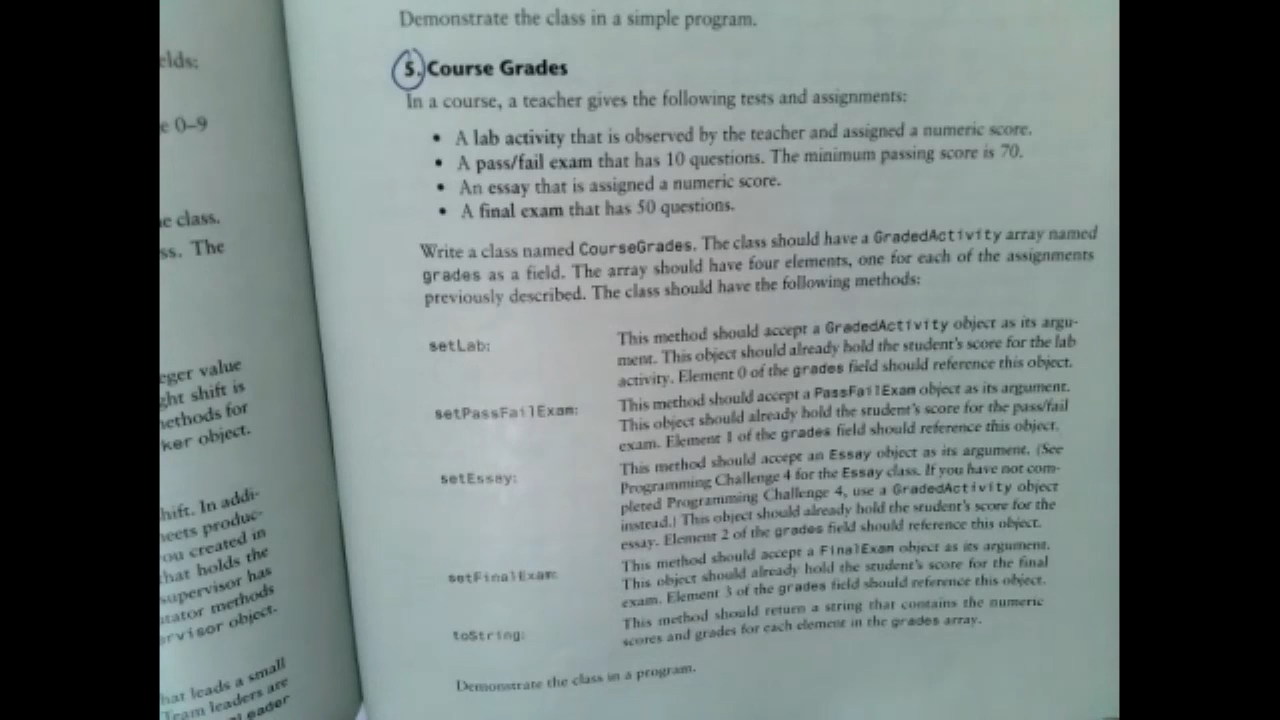 elds;
e 0–9
e class.
ss. The
eger value
ght shift is
ethods for
ker object.
hift. In addi-
eets produc-
ou created in
hat holds the
supervisor has
tator methods
ervisor object.
hat leads a small
Team leaders are
Leader
Demonstrate the class in a simple program.
5. Course Grades
In a course, a teacher gives the following tests and assignments:
• A lab activity that is observed by the teacher and assigned a numeric score.
• A pass/fail exam that has 10 questions. The minimum passing score is 70.
• An essay that is assigned a numeric score.
• A final exam that has 50 questions.
Write a class named CourseGrades. The class should have a GradedActivity array named
grades as a field. The array should have four elements, one for each of the assignments
previously described. The class should have the following methods:
setLab: This method should accept a GradedActivity object as its argu-
ment. This object should already hold the student's score for the lab
activity. Element 0 of the grades field should reference this object.
setPassFailExam: This method should accept a PassFailExam object as its argument.
This object should already hold the student's score for the pass/fail
exam. Element 1 of the grades field should reference this object.
setEssay: This method should accept an Essay object as its argument. (See
Programming Challenge 4 for the Essay class. If you have not com-
pleted Programming Challenge 4, use a GradedActivity object
instead.) This object should already hold the student's score for the
essay. Element 2 of the grades field should reference this object.
setFinalExam: This method should accept a FinalExam object as its argument.
This object should already hold the student's score for the final
exam. Element 3 of the grades field should reference this object.
toString: This method should return a string that contains the numeric
scores and grades for each element in the grades array.
Demonstrate the class in a program.